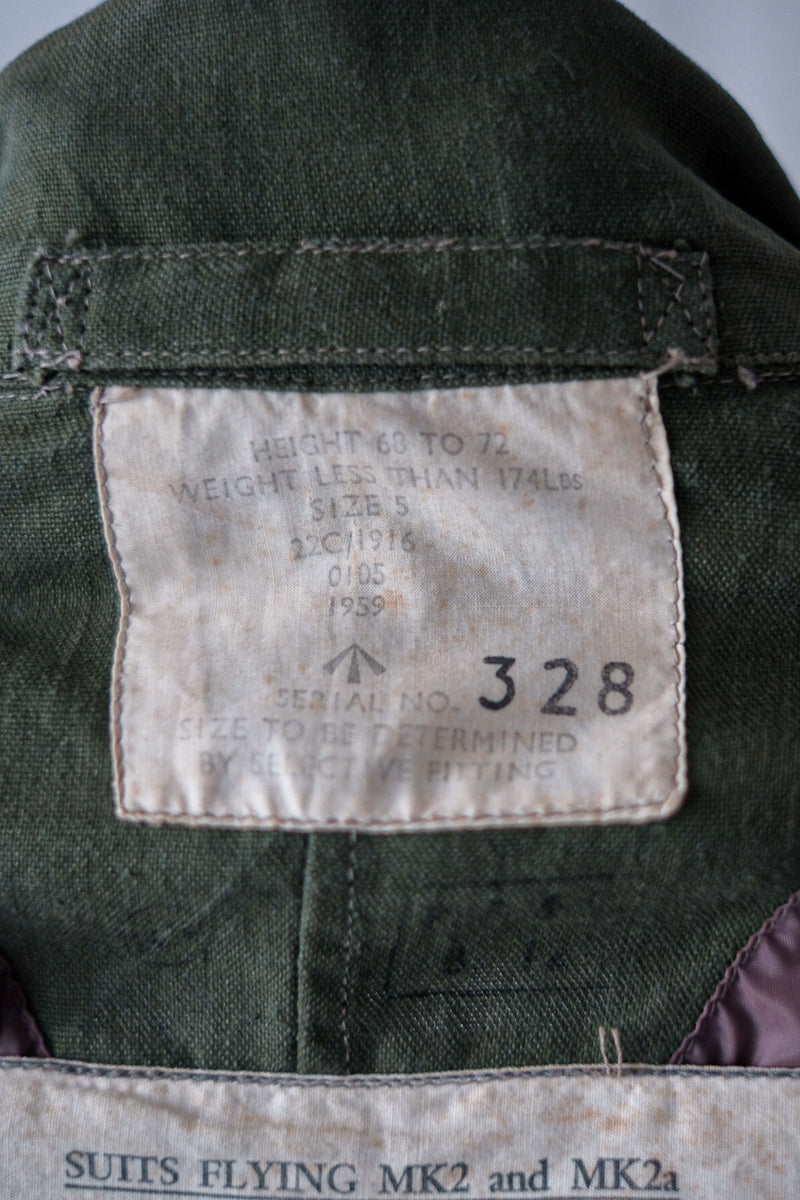 HEIGHT 68 TO 72
WEIGHT LESS THAN 174LBS
SIZE 5
22C/1916
0105
1959
SERIAL NO. 328
SIZE TO BE DETERMINED
BY SELECTIVE FITTING
SUITS FLYING MK2 and MK2a